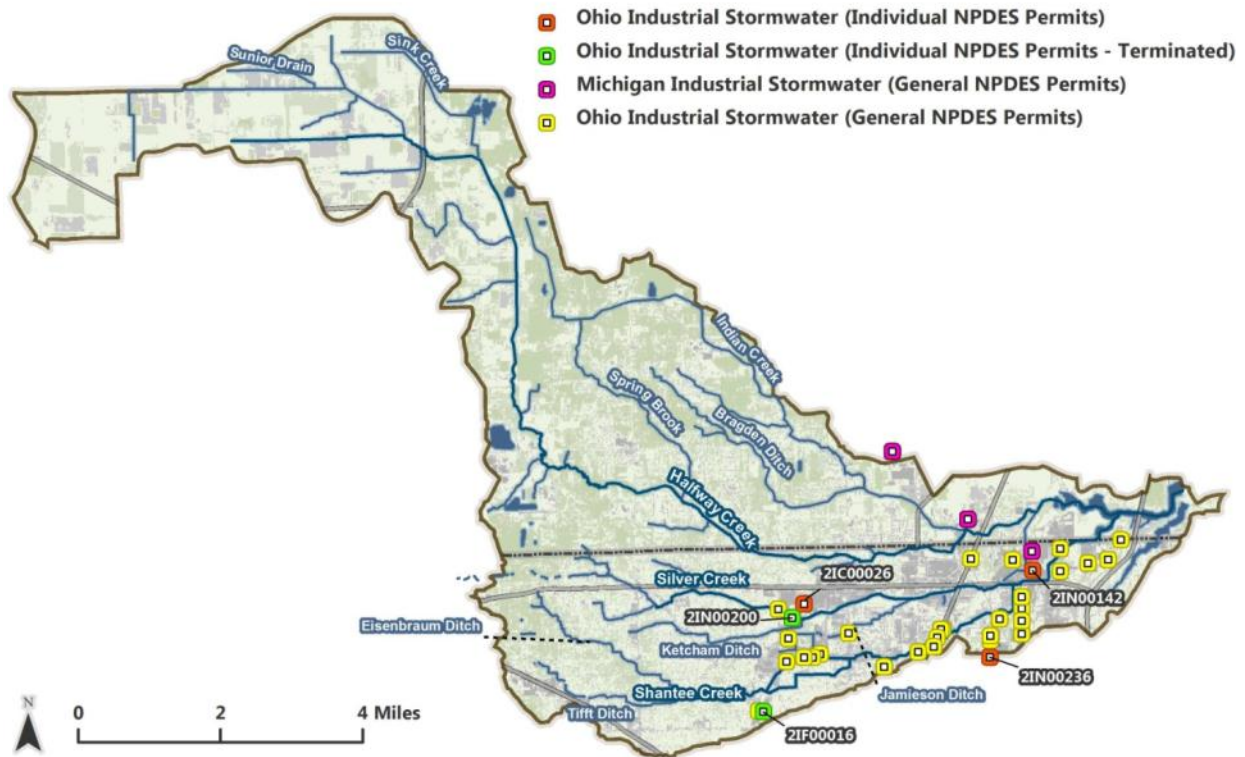 Ohio Industrial Stormwater (Individual NPDES Permits)
Ohio Industrial Stormwater (Individual NPDES Permits - Terminated)
Michigan Industrial Stormwater (General NPDES Permits)
Ohio Industrial Stormwater (General NPDES Permits)
Sunior Drain
Sink Creek
Indian Creek
Spring Brook
Bragden Ditch
Halfway Creek
Silver Creek
2IC00026
2IN00142
2IN00200
Eisenbraum Ditch
Ketcham Ditch
2IN00236
Shantee Creek
Jamieson Ditch
Tifft Ditch
2IF00016
N
0 2 4 Miles